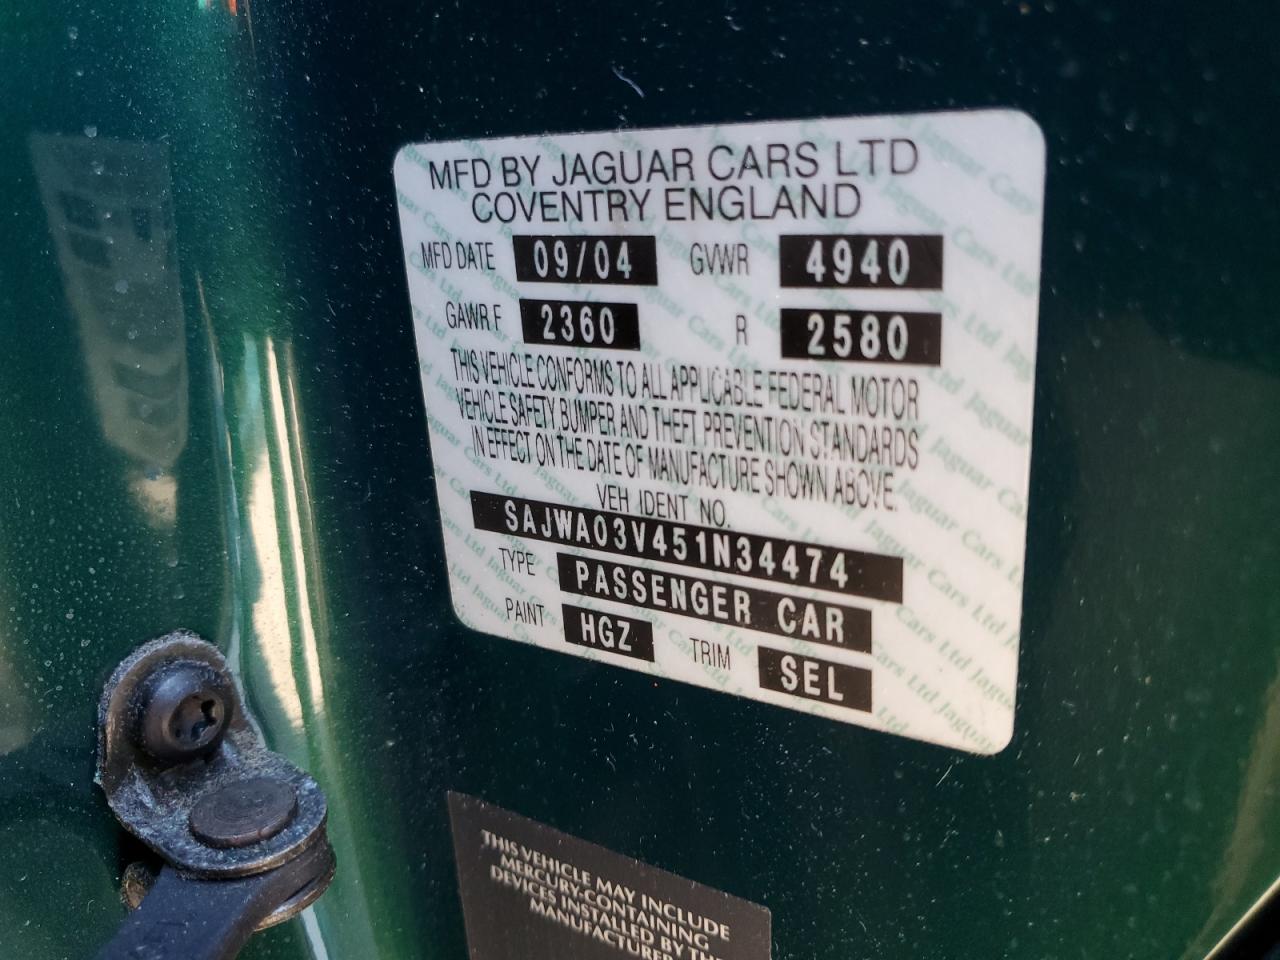 MFD BY JAGUAR CARS LTD
COVENTRY ENGLAND
MFD DATE 09/04 GVWR 4940
GAWR F 2360 R 2580
THIS VEHICLE CONFORMS TO ALL APPLICABLE FEDERAL MOTOR
VEHICLE SAFETY, BUMPER AND THEFT PREVENTION STANDARDS
IN EFFECT ON THE DATE OF MANUFACTURE SHOWN ABOVE.
VEH IDENT NO.
SAJWA03V451N34474
TYPE PASSENGER CAR
PAINT HGZ TRIM SEL
THIS VEHICLE MAY INCLUDE
MERCURY-CONTAINING
DEVICES INSTALLED BY THE
MANUFACTURER